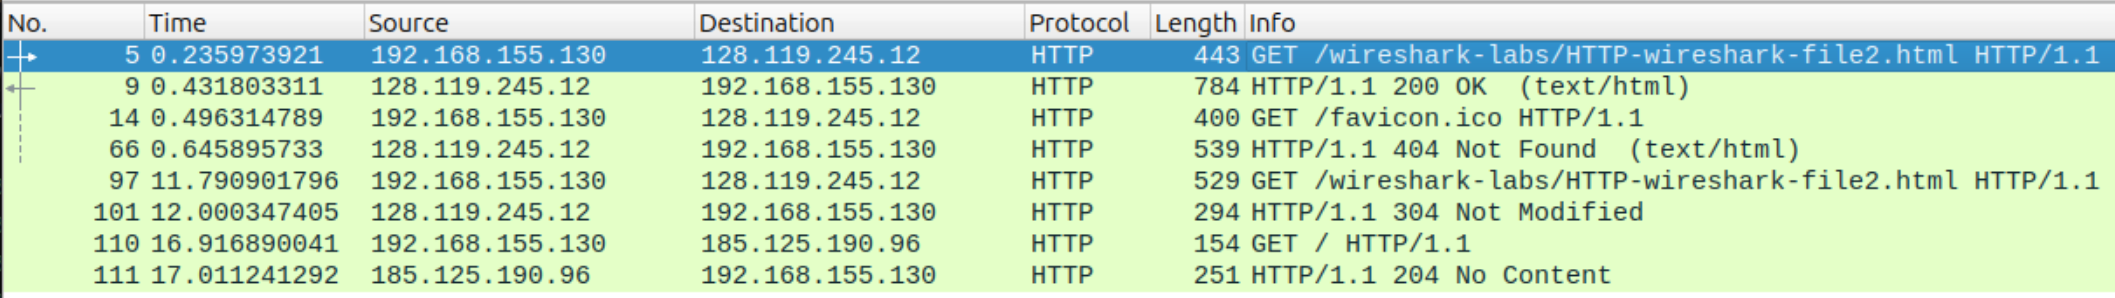 No. Time Source Destination Protocol Length Info
5 0.235973921 192.168.155.130 128.119.245.12 HTTP 443 GET /wireshark-labs/HTTP-wireshark-file2.html HTTP/1.1
9 0.431803311 128.119.245.12 192.168.155.130 HTTP 784 HTTP/1.1 200 OK  (text/html)
14 0.496314789 192.168.155.130 128.119.245.12 HTTP 400 GET /favicon.ico HTTP/1.1
66 0.645895733 128.119.245.12 192.168.155.130 HTTP 539 HTTP/1.1 404 Not Found  (text/html)
97 11.790901796 192.168.155.130 128.119.245.12 HTTP 529 GET /wireshark-labs/HTTP-wireshark-file2.html HTTP/1.1
101 12.000347405 128.119.245.12 192.168.155.130 HTTP 294 HTTP/1.1 304 Not Modified
110 16.916890041 192.168.155.130 185.125.190.96 HTTP 154 GET / HTTP/1.1
111 17.011241292 185.125.190.96 192.168.155.130 HTTP 251 HTTP/1.1 204 No Content